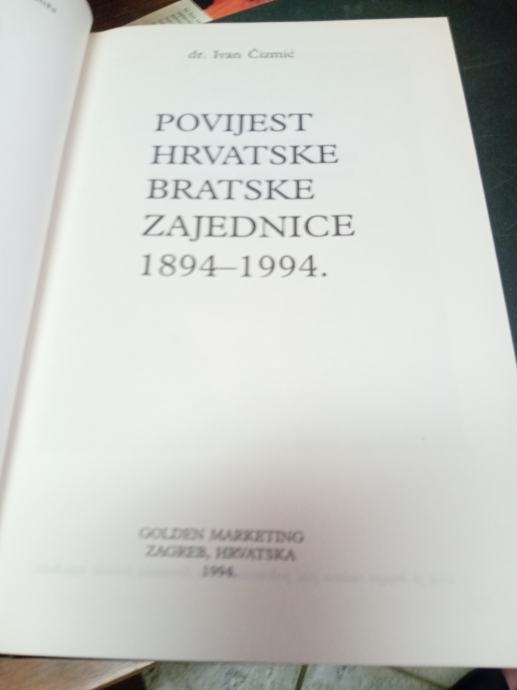 dr. Ivan Čizmić
POVIJEST
HRVATSKE
BRATSKE
ZAJEDNICE
1894–1994.
GOLDEN MARKETING
ZAGREB, HRVATSKA
1994.